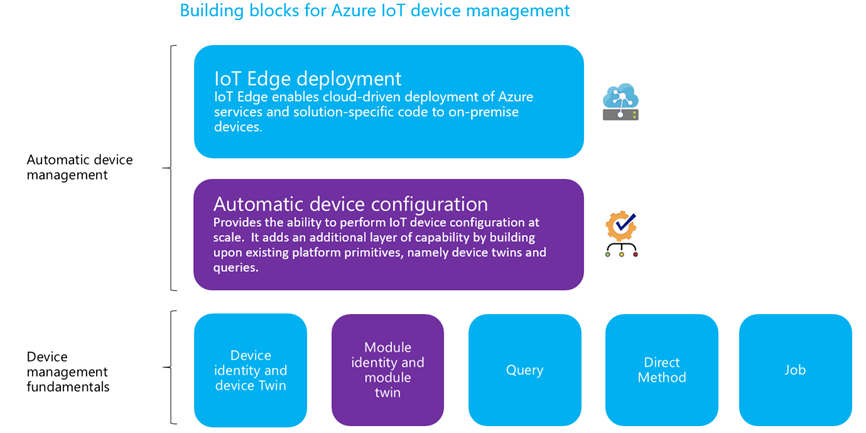 Building blocks for Azure IoT device management
IoT Edge deployment
IoT Edge enables cloud-driven deployment of Azure
services and solution-specific code to on-premise
devices.
Automatic device
management
Automatic device configuration
Provides the ability to perform IoT device configuration at
scale. It adds an additional layer of capability by building
upon existing platform primitives, namely device twins and
queries.
Device
management
fundamentals
Device
identity and
device Twin
Module
identity and
module
twin
Query
Direct
Method
Job